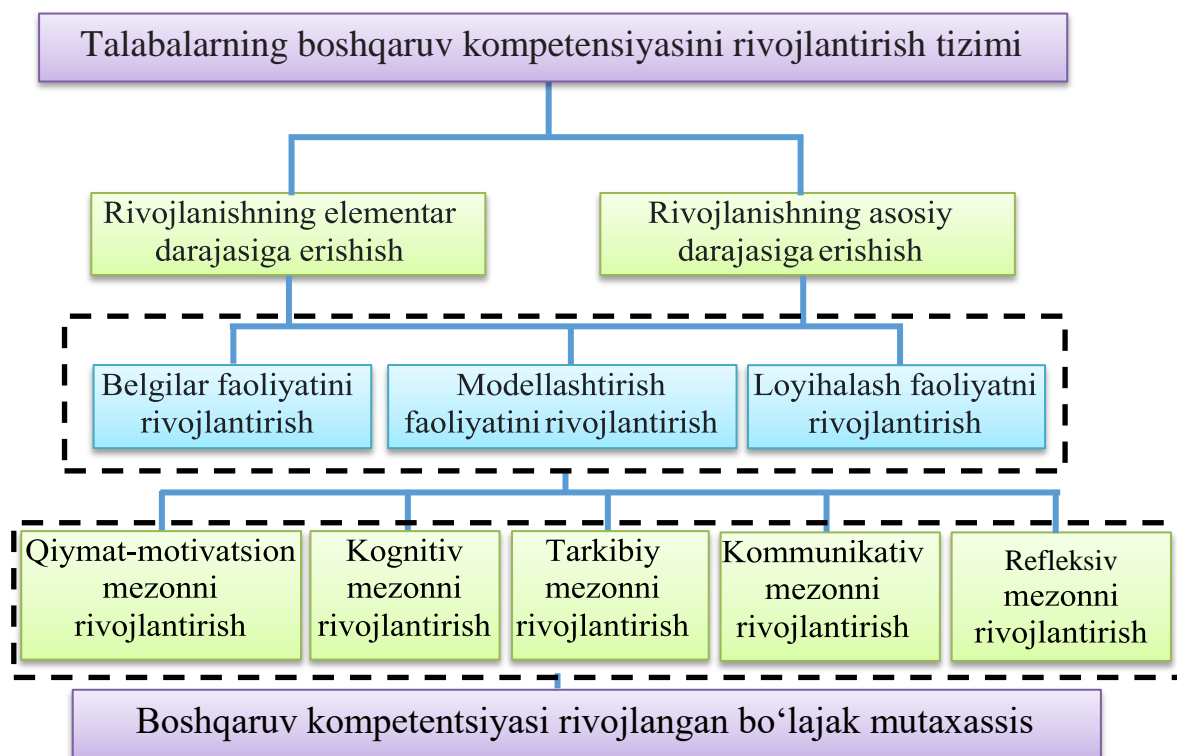 Talabalarning boshqaruv kompetensiyasini rivojlantirish tizimi
Rivojlanishning elementar
darajasiga erishish
Rivojlanishning asosiy
darajasiga erishish
Belgilar faoliyatini
rivojlantirish
Modellashtirish
faoliyatini rivojlantirish
Loyihalash faoliyatni
rivojlantirish
Qiymat-motivatsion
mezonni
rivojlantirish
Kognitiv
mezonni
rivojlantirish
Tarkibiy
mezonni
rivojlantirish
Kommunikativ
mezonni
rivojlantirish
Refleksiv
mezonni
rivojlantirish
Boshqaruv kompetentsiyasi rivojlangan bo‘lajak mutaxassis